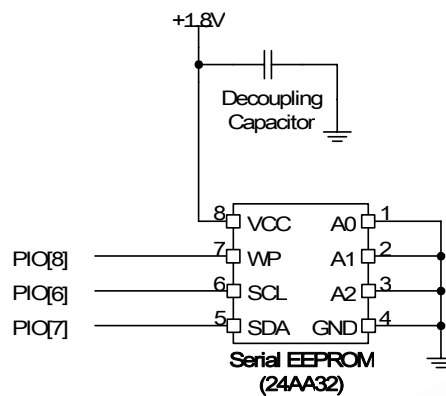 +1.8V
Decoupling
Capacitor
8 VCC A0 1
PIO[8] 7 WP A1 2
PIO[6] 6 SCL A2 3
PIO[7] 5 SDA GND 4
Serial EEPROM
(24AA32)